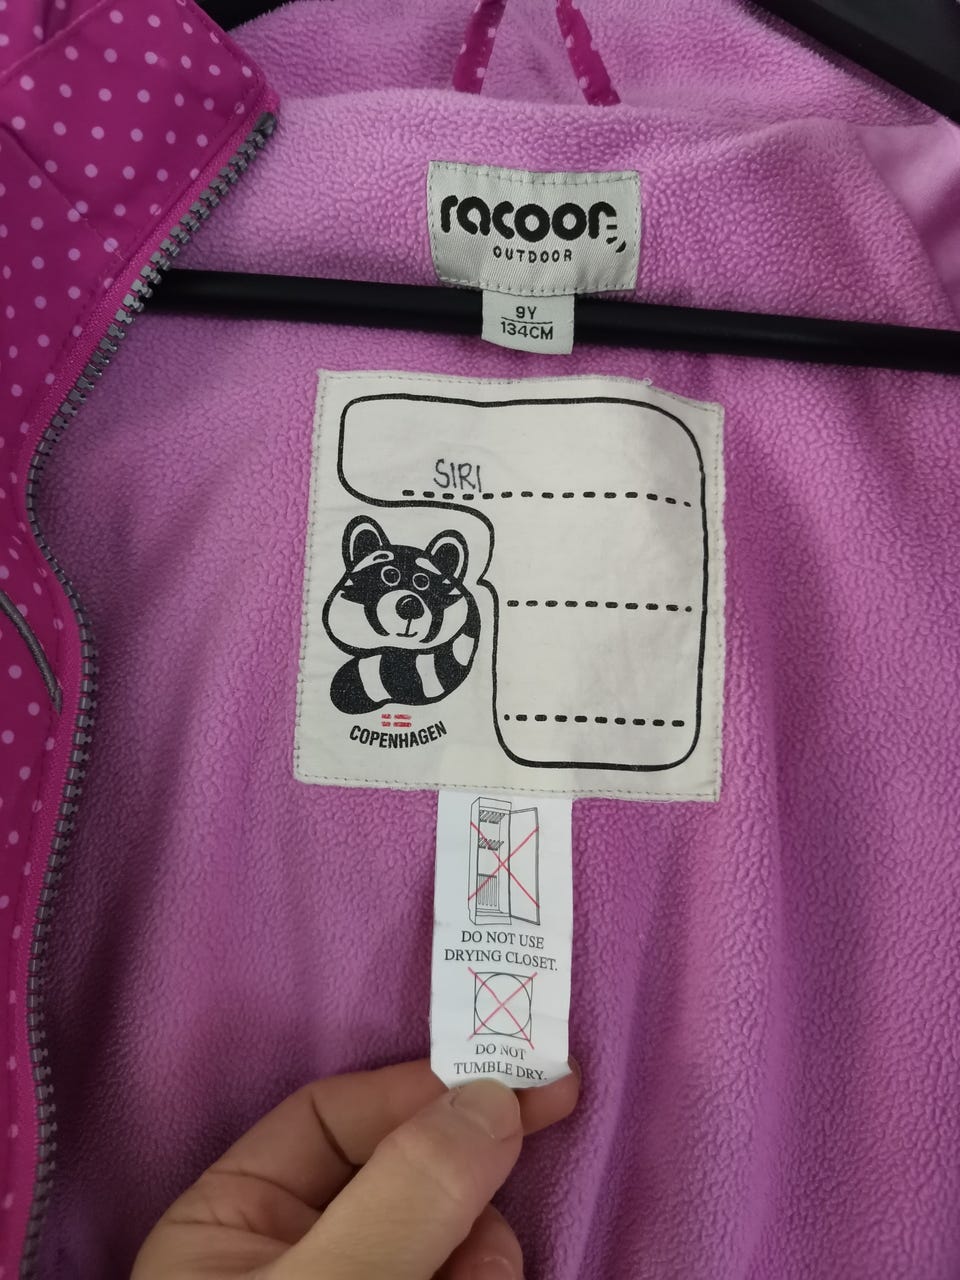 racoon
OUTDOOR
9Y
134CM
SIRI
COPENHAGEN
DO NOT USE
DRYING CLOSET.
DO NOT
TUMBLE DRY.